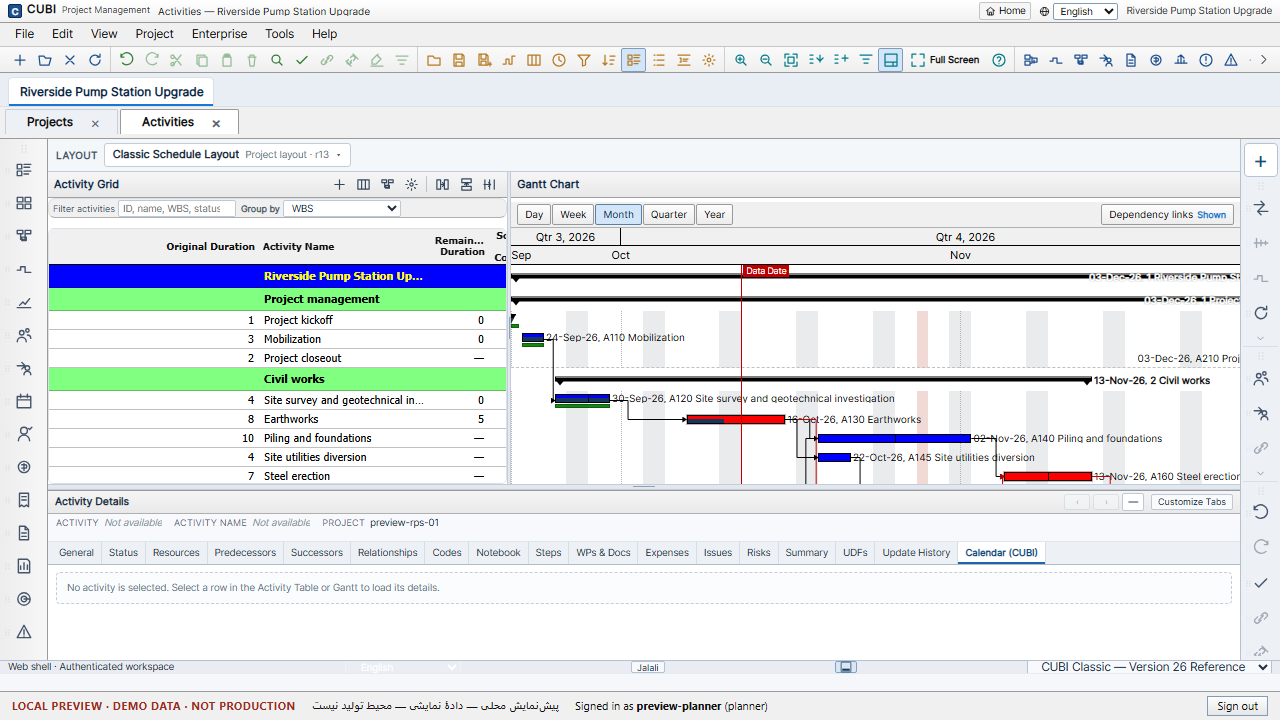 CUBI Project Management Activities — Riverside Pump Station Upgrade Home English Riverside Pump Station Upgrade
File Edit View Project Enterprise Tools Help
Full Screen
Riverside Pump Station Upgrade
Projects Activities
LAYOUT Classic Schedule Layout Project layout · r13
Activity Grid
Filter activities ID, name, WBS, status Group by WBS
Original Duration Activity Name Remain... Duration
Riverside Pump Station Up...
Project management
1 Project kickoff 0
3 Mobilization 0
2 Project closeout —
Civil works
4 Site survey and geotechnical in... 0
8 Earthworks 5
10 Piling and foundations —
4 Site utilities diversion —
7 Steel erection —
Gantt Chart
Day Week Month Quarter Year Dependency links Shown
Qtr 3, 2026 Qtr 4, 2026
Sep Oct Nov
Data Date
03-Dec-26, 1 Riverside Pump St
03-Dec-26, 1 Project
24-Sep-26, A110 Mobilization
03-Dec-26, A210 Proj
13-Nov-26, 2 Civil works
30-Sep-26, A120 Site survey and geotechnical investigation
16-Oct-26, A130 Earthworks
02-Nov-26, A140 Piling and foundations
22-Oct-26, A145 Site utilities diversion
13-Nov-26, A160 Steel erection
Activity Details Customize Tabs
ACTIVITY Not available ACTIVITY NAME Not available PROJECT preview-rps-01
General Status Resources Predecessors Successors Relationships Codes Notebook Steps WPs & Docs Expenses Issues Risks Summary UDFs Update History Calendar (CUBI)
No activity is selected. Select a row in the Activity Table or Gantt to load its details.
Web shell · Authenticated workspace English Jalali CUBI Classic — Version 26 Reference
LOCAL PREVIEW · DEMO DATA · NOT PRODUCTION پیش‌نمایش محلی — دادهٔ نمایشی — محیط تولید نیست Signed in as preview-planner (planner) Sign out